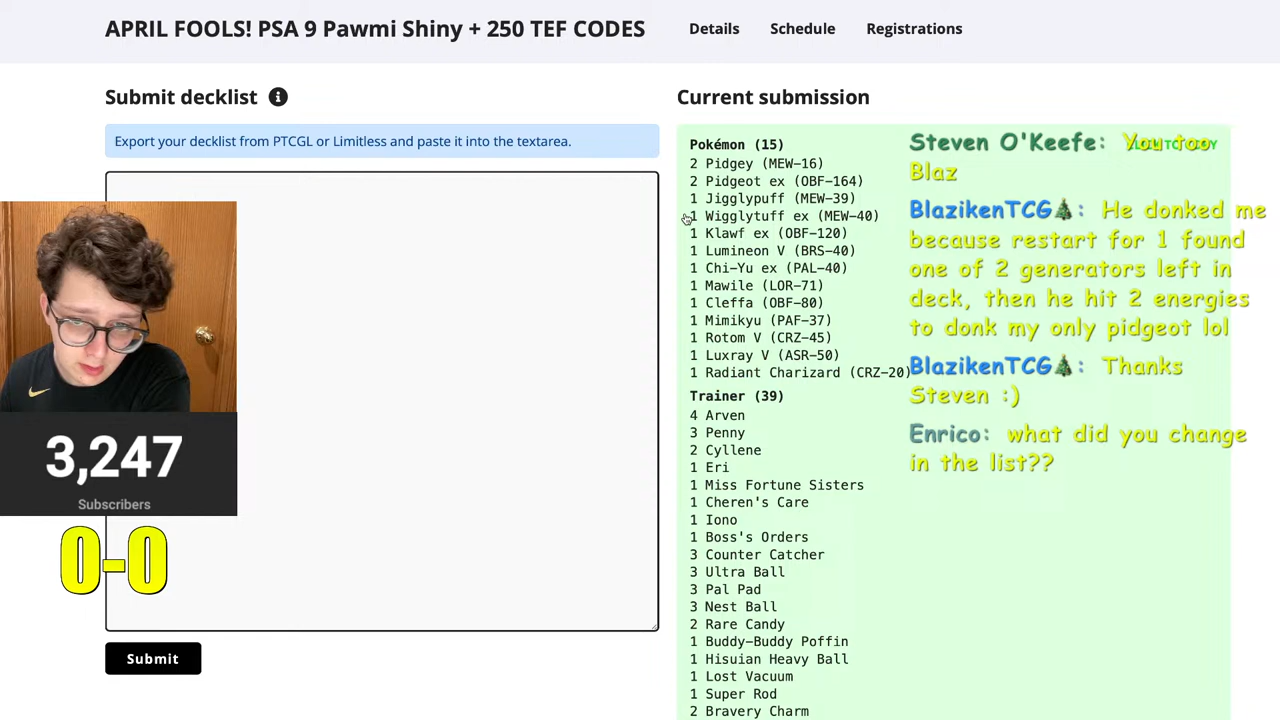 APRIL FOOLS! PSA 9 Pawmi Shiny + 250 TEF CODES
Details
Schedule
Registrations
Submit decklist
Export your decklist from PTCGL or Limitless and paste it into the textarea.
Submit
3,247
Subscribers
0-0
Current submission
Pokémon (15)
2 Pidgey (MEW-16)
2 Pidgeot ex (OBF-164)
1 Jigglypuff (MEW-39)
1 Wigglytuff ex (MEW-40)
1 Klawf ex (OBF-120)
1 Lumineon V (BRS-40)
1 Chi-Yu ex (PAL-40)
1 Mawile (LOR-71)
1 Cleffa (OBF-80)
1 Mimikyu (PAF-37)
1 Rotom V (CRZ-45)
1 Luxray V (ASR-50)
1 Radiant Charizard (CRZ-20)
Trainer (39)
4 Arven
3 Penny
2 Cyllene
1 Eri
1 Miss Fortune Sisters
1 Cheren's Care
1 Iono
1 Boss's Orders
3 Counter Catcher
3 Ultra Ball
3 Pal Pad
3 Nest Ball
2 Rare Candy
1 Buddy-Buddy Poffin
1 Hisuian Heavy Ball
1 Lost Vacuum
1 Super Rod
2 Bravery Charm
Steven O'Keefe: You too
Blaz
BlazikenTCG🎄: He donked me
because restart for 1 found
one of 2 generators left in
deck, then he hit 2 energies
to donk my only pidgeot lol
BlazikenTCG🎄: Thanks
Steven :)
Enrico: what did you change
in the list??